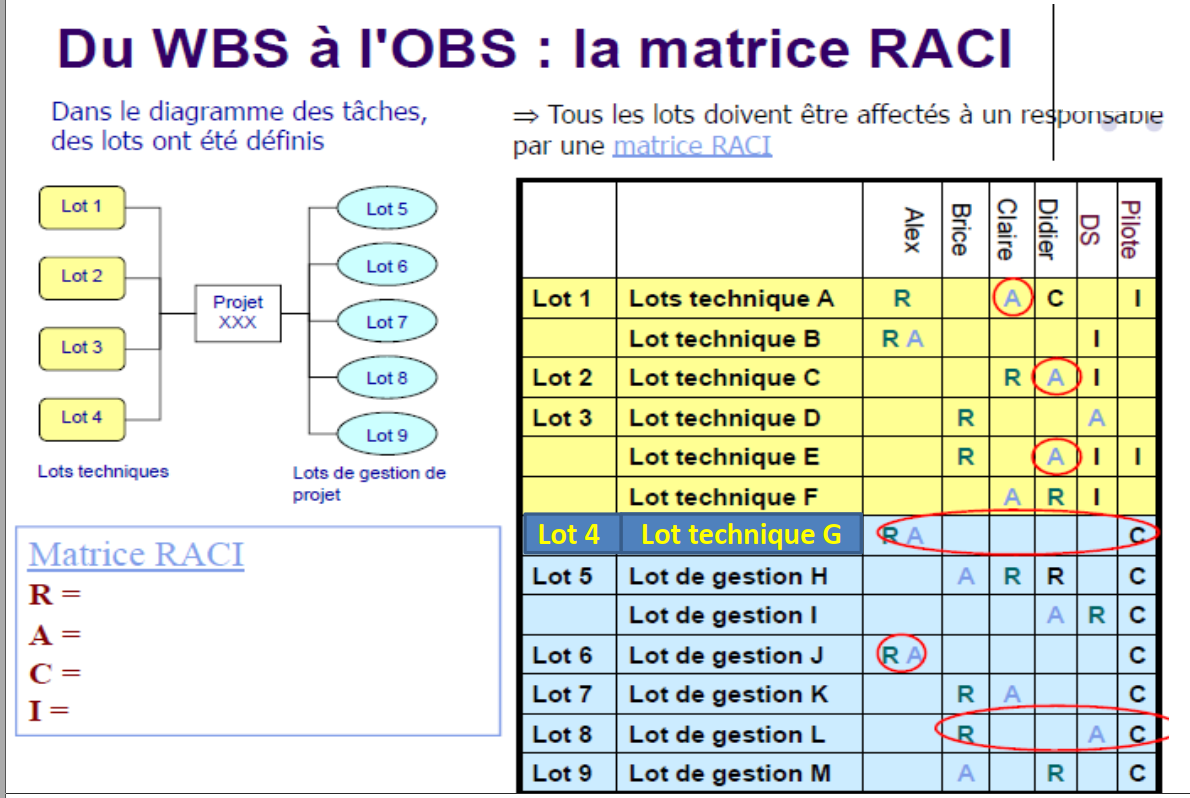 Du WBS à l'OBS : la matrice RACI
Dans le diagramme des tâches,
des lots ont été définis
⇒ Tous les lots doivent être affectés à un responsable
par une matrice RACI
Lot 1
Lot 2
Lot 3
Lot 4
Projet
XXX
Lot 5
Lot 6
Lot 7
Lot 8
Lot 9
Lots techniques
Lots de gestion de
projet
Matrice RACI
R =
A =
C =
I =
Alex Brice Claire Didier DS Pilote
Lot 1 Lots technique A R A C I
Lot technique B R A I
Lot 2 Lot technique C R A I
Lot 3 Lot technique D R A
Lot technique E R A I I
Lot technique F A R I
Lot 4 Lot technique G R A C
Lot 5 Lot de gestion H A R R C
Lot de gestion I A R C
Lot 6 Lot de gestion J R A C
Lot 7 Lot de gestion K R A C
Lot 8 Lot de gestion L R A C
Lot 9 Lot de gestion M A R C